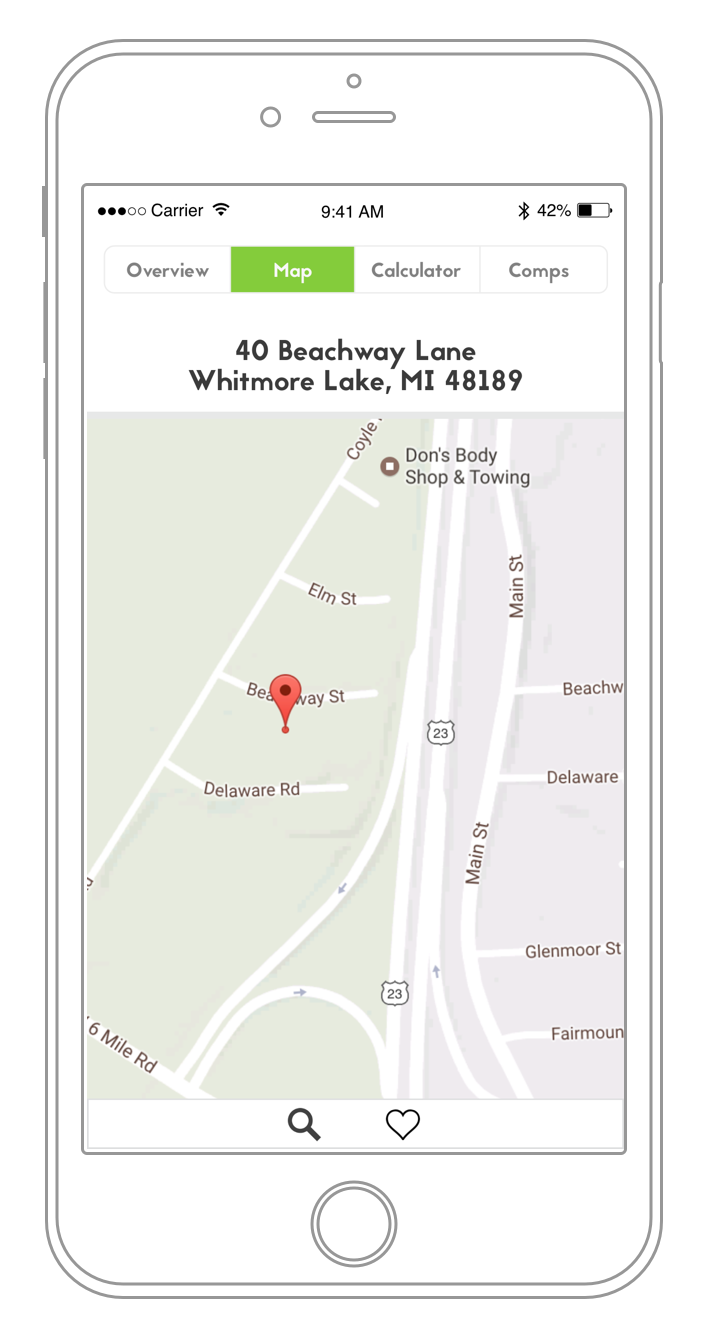 Carrier 9:41 AM 42%
Overview Map Calculator Comps
40 Beachway Lane
Whitmore Lake, MI 48189
Coyle
Don's Body
Shop & Towing
Elm St
Main St
Beachw
way St
23
Delaware
Delaware Rd
Main St
Glenmoor St
23
6 Mile Rd
Fairmoun